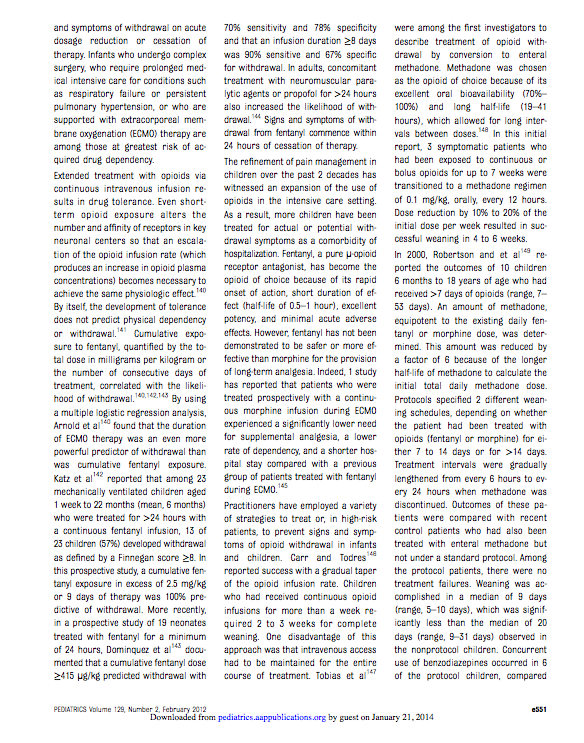 and symptoms of withdrawal on acute
dosage reduction or cessation of
therapy. Infants who undergo complex
surgery, who require prolonged med-
ical intensive care for conditions such
as respiratory failure or persistent
pulmonary hypertension, or who are
supported with extracorporeal mem-
brane oxygenation (ECMO) therapy are
among those at greatest risk of ac-
quired drug dependency.
Extended treatment with opioids via
continuous intravenous infusion re-
sults in drug tolerance. Even short-
term opioid exposure alters the
number and affinity of receptors in key
neuronal centers so that an escala-
tion of the opioid infusion rate (which
produces an increase in opioid plasma
concentrations) becomes necessary to
achieve the same physiologic effect.140
By itself, the development of tolerance
does not predict physical dependency
or withdrawal.141 Cumulative expo-
sure to fentanyl, quantified by the to-
tal dose in milligrams per kilogram or
the number of consecutive days of
treatment, correlated with the likeli-
hood of withdrawal.140,142,143 By using
a multiple logistic regression analysis,
Arnold et al140 found that the duration
of ECMO therapy was an even more
powerful predictor of withdrawal than
was cumulative fentanyl exposure.
Katz et al142 reported that among 23
mechanically ventilated children aged
1 week to 22 months (mean, 6 months)
who were treated for >24 hours with
a continuous fentanyl infusion, 13 of
23 children (57%) developed withdrawal
as defined by a Finnegan score ≥8. In
this prospective study, a cumulative fen-
tanyl exposure in excess of 2.5 mg/kg
or 9 days of therapy was 100% pre-
dictive of withdrawal. More recently,
in a prospective study of 19 neonates
treated with fentanyl for a minimum
of 24 hours, Dominquez et al143 docu-
mented that a cumulative fentanyl dose
≥415 µg/kg predicted withdrawal with
70% sensitivity and 78% specificity
and that an infusion duration ≥8 days
was 90% sensitive and 67% specific
for withdrawal. In adults, concomitant
treatment with neuromuscular para-
lytic agents or propofol for >24 hours
also increased the likelihood of with-
drawal.144 Signs and symptoms of with-
drawal from fentanyl commence within
24 hours of cessation of therapy.
The refinement of pain management in
children over the past 2 decades has
witnessed an expansion of the use of
opioids in the intensive care setting.
As a result, more children have been
treated for actual or potential with-
drawal symptoms as a comorbidity of
hospitalization. Fentanyl, a pure µ-opioid
receptor antagonist, has become the
opioid of choice because of its rapid
onset of action, short duration of ef-
fect (half-life of 0.5–1 hour), excellent
potency, and minimal acute adverse
effects. However, fentanyl has not been
demonstrated to be safer or more ef-
fective than morphine for the provision
of long-term analgesia. Indeed, 1 study
has reported that patients who were
treated prospectively with a continu-
ous morphine infusion during ECMO
experienced a significantly lower need
for supplemental analgesia, a lower
rate of dependency, and a shorter hos-
pital stay compared with a previous
group of patients treated with fentanyl
during ECMO.145
Practitioners have employed a variety
of strategies to treat or, in high-risk
patients, to prevent signs and symp-
toms of opioid withdrawal in infants
and children. Carr and Todres146
reported success with a gradual taper
of the opioid infusion rate. Children
who had received continuous opioid
infusions for more than a week re-
quired 2 to 3 weeks for complete
weaning. One disadvantage of this
approach was that intravenous access
had to be maintained for the entire
course of treatment. Tobias et al147
were among the first investigators to
describe treatment of opioid with-
drawal by conversion to enteral
methadone. Methadone was chosen
as the opioid of choice because of its
excellent oral bioavailability (70%–
100%) and long half-life (19–41
hours), which allowed for long inter-
vals between doses.148 In this initial
report, 3 symptomatic patients who
had been exposed to continuous or
bolus opioids for up to 7 weeks were
transitioned to a methadone regimen
of 0.1 mg/kg, orally, every 12 hours.
Dose reduction by 10% to 20% of the
initial dose per week resulted in suc-
cessful weaning in 4 to 6 weeks.
In 2000, Robertson and et al149 re-
ported the outcomes of 10 children
6 months to 18 years of age who had
received >7 days of opioids (range, 7–
53 days). An amount of methadone,
equipotent to the existing daily fen-
tanyl or morphine dose, was deter-
mined. This amount was reduced by
a factor of 6 because of the longer
half-life of methadone to calculate the
initial total daily methadone dose.
Protocols specified 2 different wean-
ing schedules, depending on whether
the patient had been treated with
opioids (fentanyl or morphine) for ei-
ther 7 to 14 days or for >14 days.
Treatment intervals were gradually
lengthened from every 6 hours to ev-
ery 24 hours when methadone was
discontinued. Outcomes of these pa-
tients were compared with recent
control patients who had also been
treated with enteral methadone but
not under a standard protocol. Among
the protocol patients, there were no
treatment failures. Weaning was ac-
complished in a median of 9 days
(range, 5–10 days), which was signif-
icantly less than the median of 20
days (range, 9–31 days) observed in
the nonprotocol children. Concurrent
use of benzodiazepines occurred in 6
of the protocol children, compared
PEDIATRICS Volume 129, Number 2, February 2012
e551
Downloaded from pediatrics.aappublications.org by guest on January 21, 2014